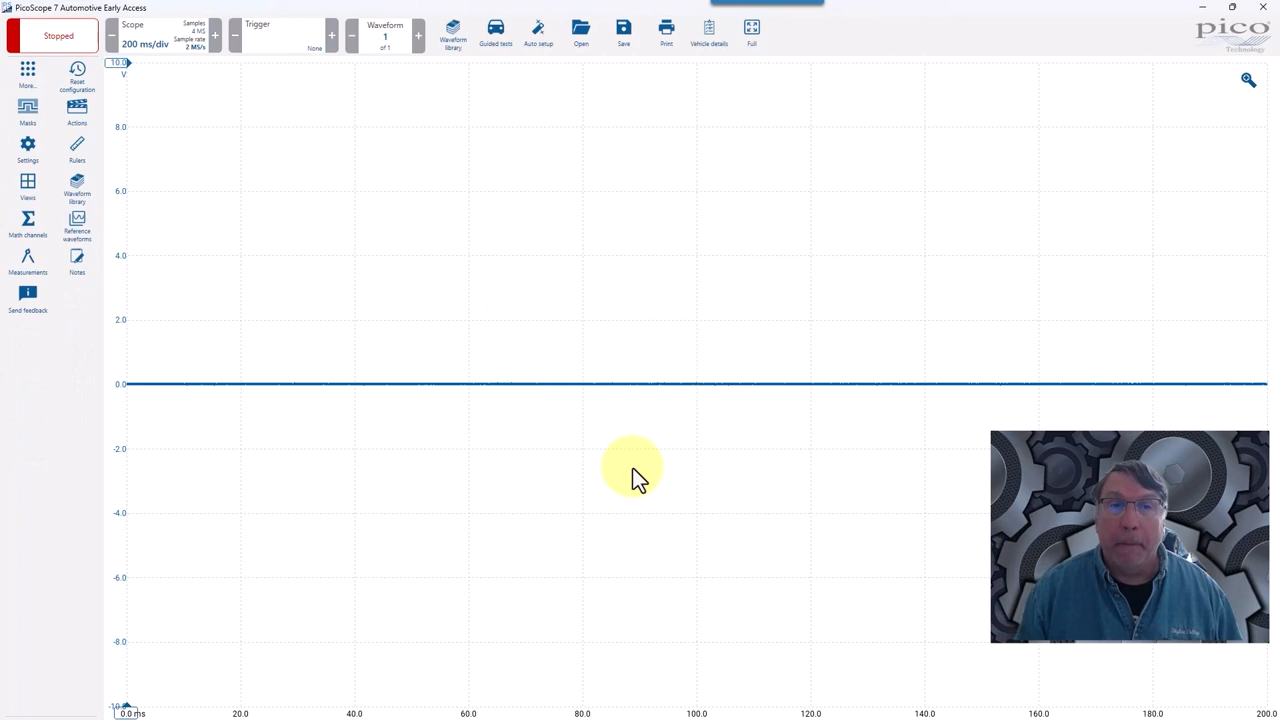 PicoScope 7 Automotive Early Access
Stopped
Scope
200 ms/div
Samples
4 MS
Sample rate
2 MS/s
Trigger
None
Waveform
1
of 1
Waveform
library
Guided tests
Auto setup
Open
Save
Print
Vehicle details
Full
pico
Technology
More...
Reset
configuration
Masks
Actions
Settings
Rulers
Views
Waveform
library
Math channels
Reference
waveforms
Measurements
Notes
Send feedback
10.0
V
8.0
6.0
4.0
2.0
0.0
-2.0
-4.0
-6.0
-8.0
-10.0
0.0 ms
20.0
40.0
60.0
80.0
100.0
120.0
140.0
160.0
180.0
200.0